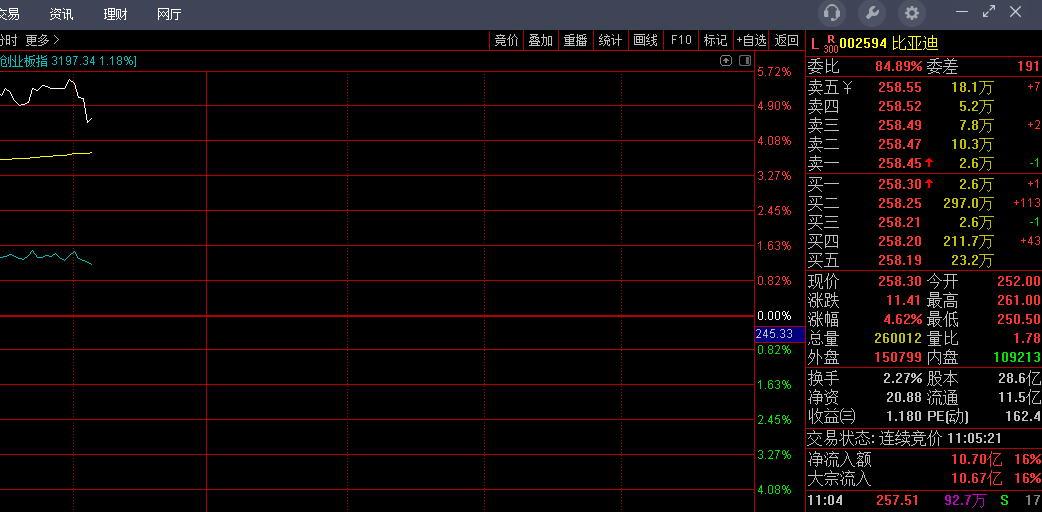 交易 资讯 理财 网厅
分时 更多 竞价 叠加 重播 统计 画线 F10 标记 +自选 返回
创业板指 3197.34 1.18%]
5.72%
4.90%
4.08%
3.27%
2.45%
1.63%
0.82%
0.00%
245.33
0.82%
1.63%
2.45%
3.27%
4.08%
L R 300 002594 比亚迪
委比 84.89% 委差 191
卖五¥ 258.55 18.1万 +7
卖四 258.52 5.2万
卖三 258.49 7.8万 +2
卖二 258.47 10.3万
卖一 258.45 2.6万 -1
买一 258.30 2.6万 +1
买二 258.25 297.0万 +113
买三 258.21 2.6万 -1
买四 258.20 211.7万 +43
买五 258.19 23.2万
现价 258.30 今开 252.00
涨跌 11.41 最高 261.00
涨幅 4.62% 最低 250.50
总量 260012 量比 1.78
外盘 150799 内盘 109213
换手 2.27% 股本 28.6亿
净资 20.88 流通 11.5亿
收益㈢ 1.180 PE(动) 162.4
交易状态: 连续竞价 11:05:21
净流入额 10.70亿 16%
大宗流入 10.67亿 16%
11:04 257.51 92.7万 S 17